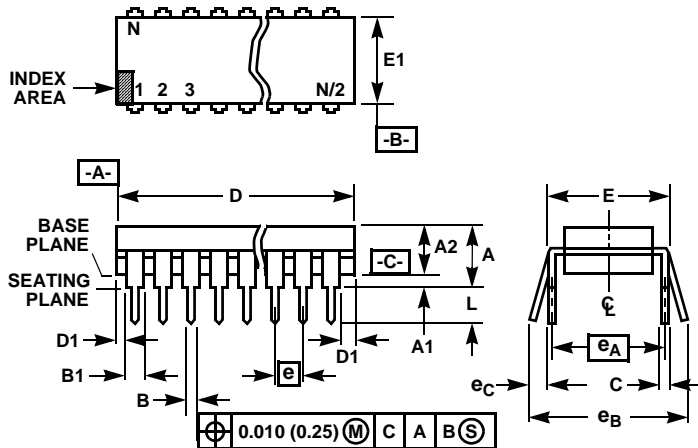 N
INDEX
AREA
1 2 3 N/2
E1
-B-
-A-
D
E
BASE
PLANE
A2
A
-C-
SEATING
PLANE
L
C
L
D1
e
D1
A1
eA
B1
eC
C
B
eB
0.010 (0.25) M C A B S